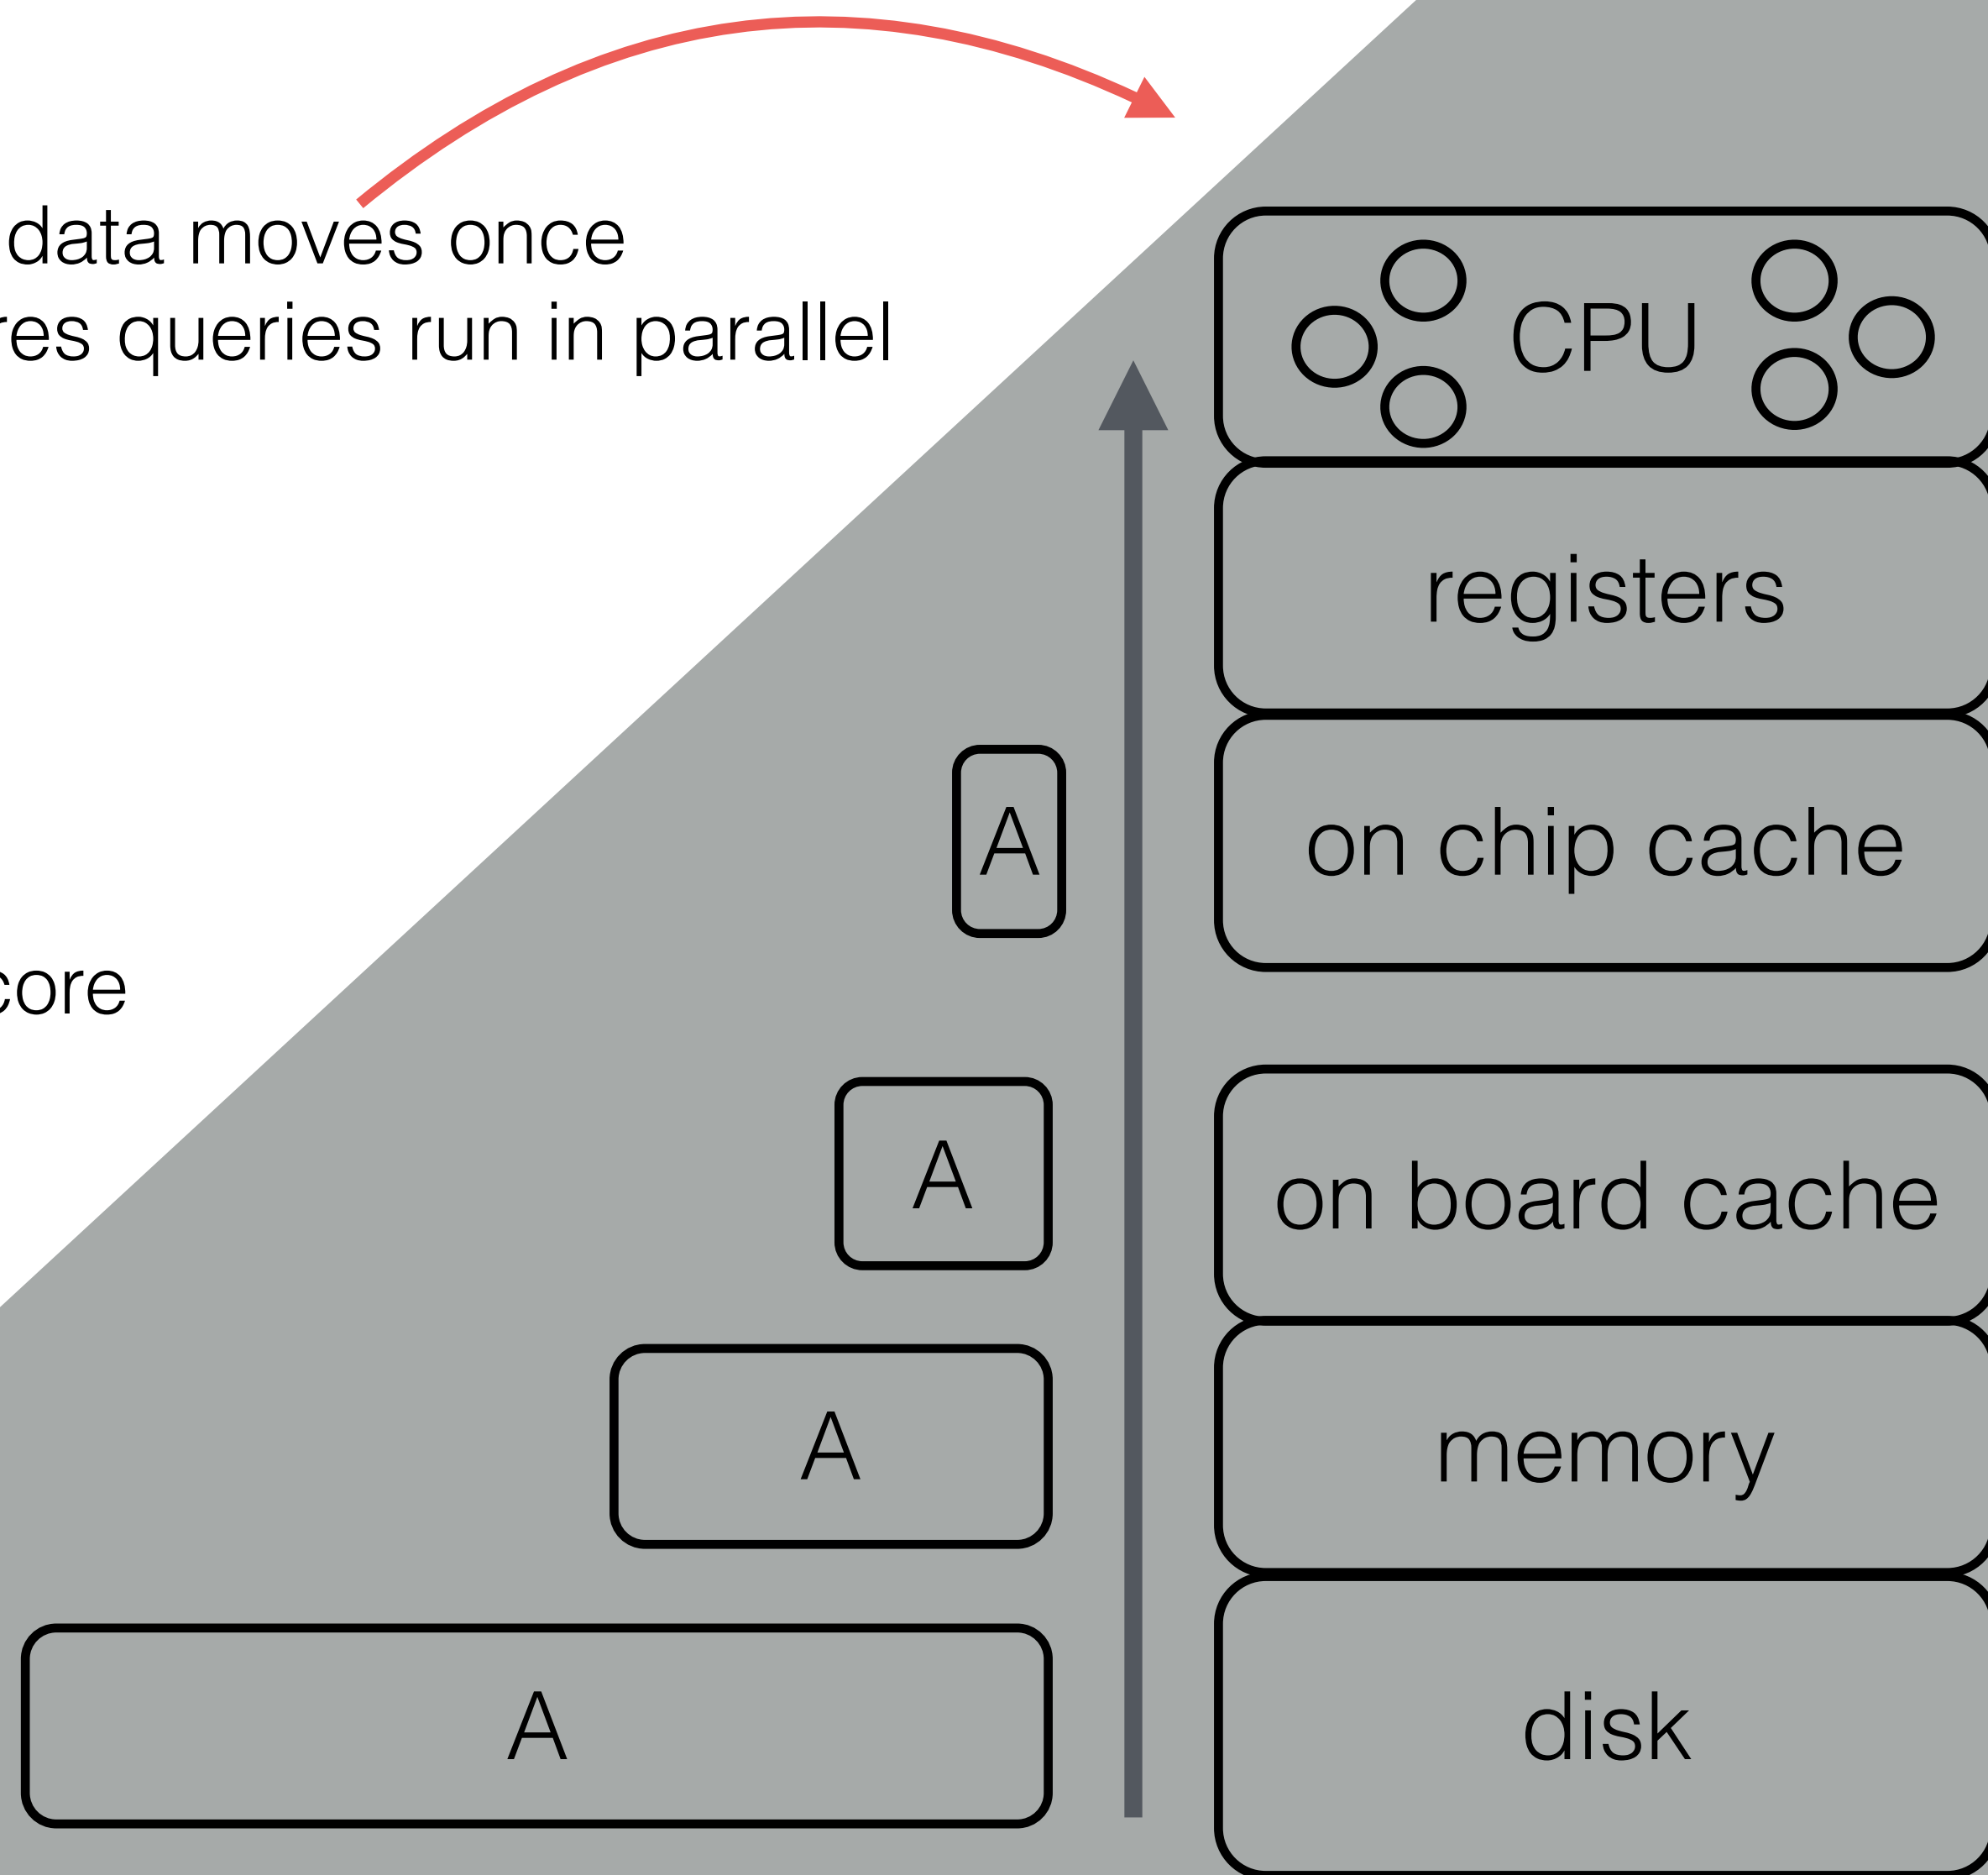 data moves once
res queries run in parallel
core
CPU
registers
on chip cache
A
on board cache
A
memory
A
disk
A